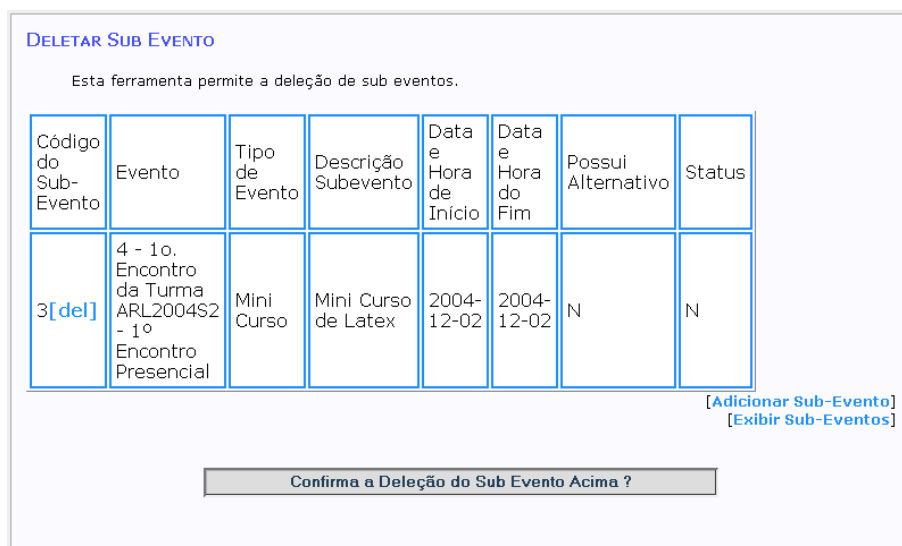 Deletar Sub Evento
Esta ferramenta permite a deleção de sub eventos.
Código
do
Sub-
Evento
Evento
Tipo
de
Evento
Descrição
Subevento
Data
e
Hora
de
Início
Data
e
Hora
do
Fim
Possui
Alternativo
Status
3[del]
4 - 1o.
Encontro
da Turma
ARL2004S2
- 1º
Encontro
Presencial
Mini
Curso
Mini Curso
de Latex
2004-
12-02
2004-
12-02
N
N
[Adicionar Sub-Evento]
[Exibir Sub-Eventos]
Confirma a Deleção do Sub Evento Acima ?